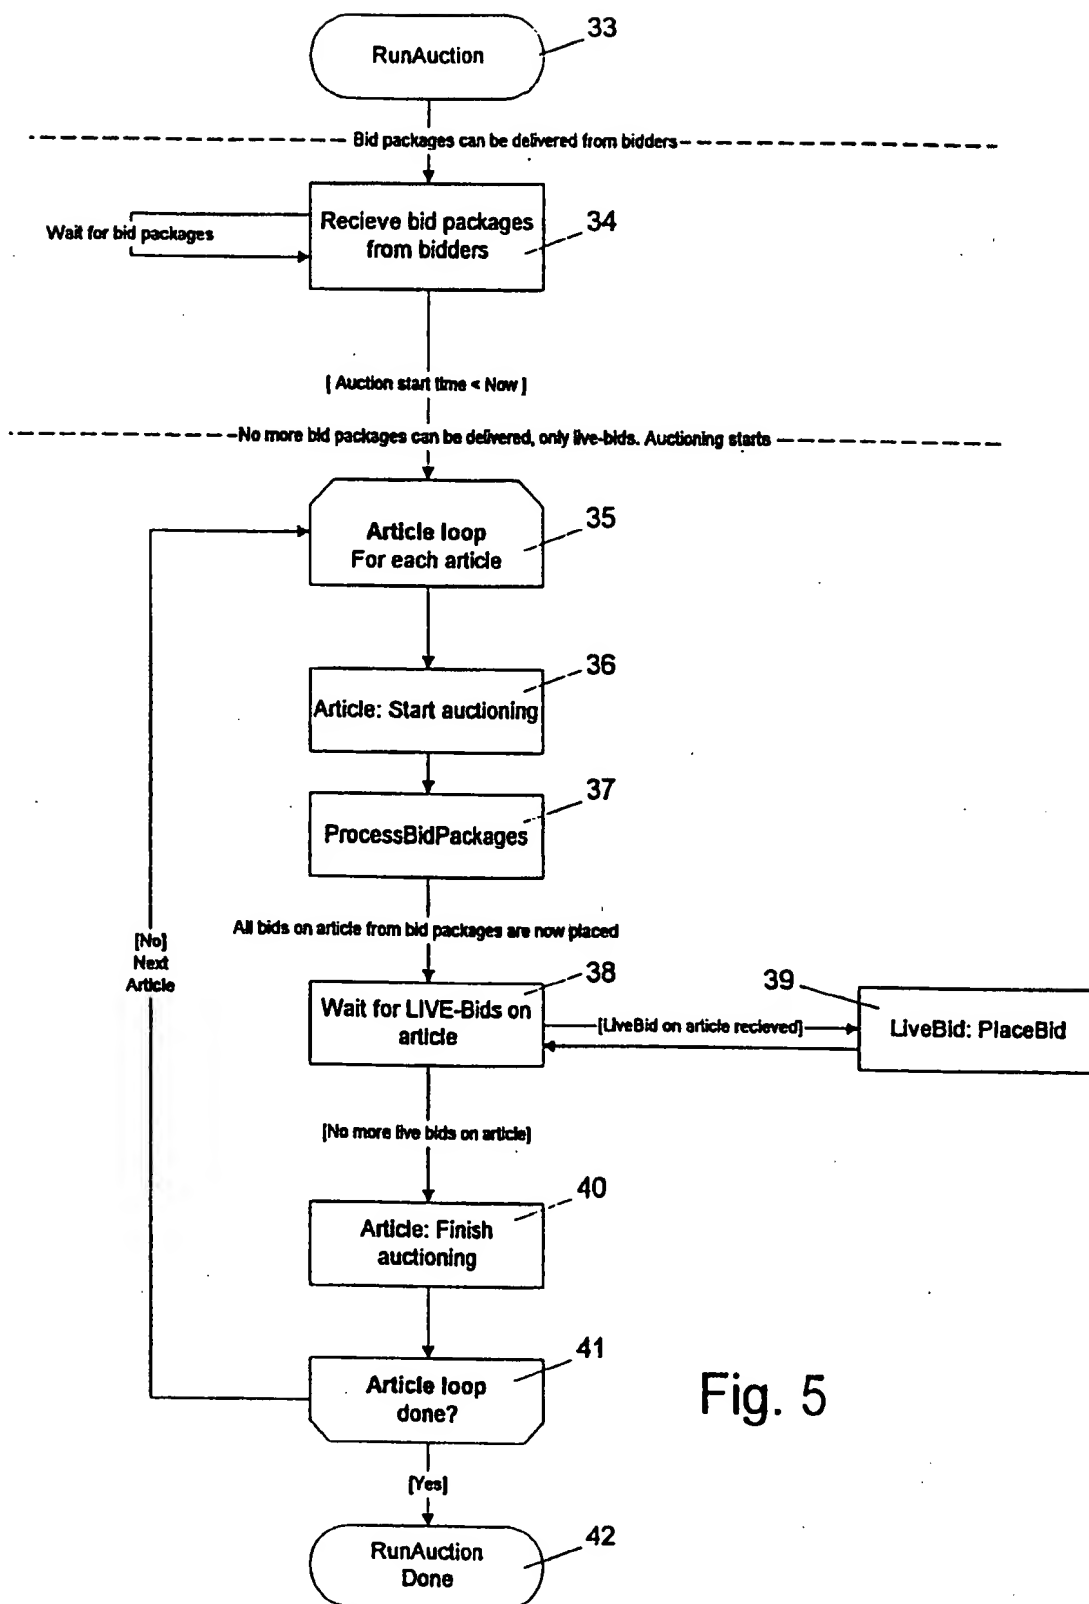 33
RunAuction
Bid packages can be delivered from bidders
Recieve bid packages
from bidders
34
Wait for bid packages
[ Auction start time < Now ]
No more bid packages can be delivered, only live-bids. Auctioning starts
35
Article loop
For each article
36
Article: Start auctioning
37
ProcessBidPackages
All bids on article from bid packages are now placed
[No]
Next
Article
38
Wait for LIVE-Bids on
article
[LiveBid on article recieved]
39
LiveBid: PlaceBid
[No more live bids on article]
40
Article: Finish
auctioning
41
Article loop
done?
Fig. 5
[Yes]
42
RunAuction
Done